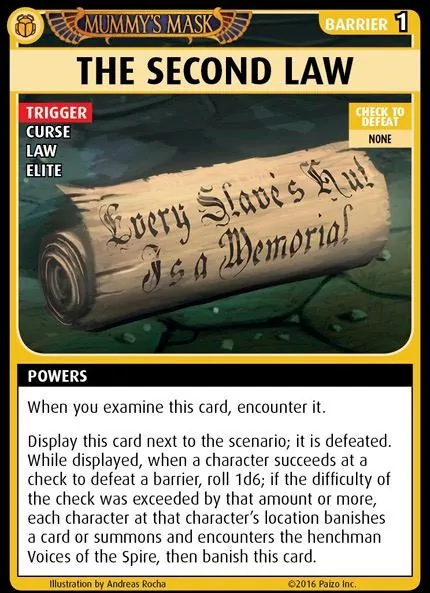 MUMMY'S MASK
BARRIER 1
THE SECOND LAW
TRIGGER
CURSE
LAW
ELITE
CHECK TO
DEFEAT
NONE
Every Slave's Hut
Is a Memorial
POWERS
When you examine this card, encounter it.
Display this card next to the scenario; it is defeated.
While displayed, when a character succeeds at a
check to defeat a barrier, roll 1d6; if the difficulty of
the check was exceeded by that amount or more,
each character at that character's location banishes
a card or summons and encounters the henchman
Voices of the Spire, then banish this card.
Illustration by Andreas Rocha
©2016 Paizo Inc.